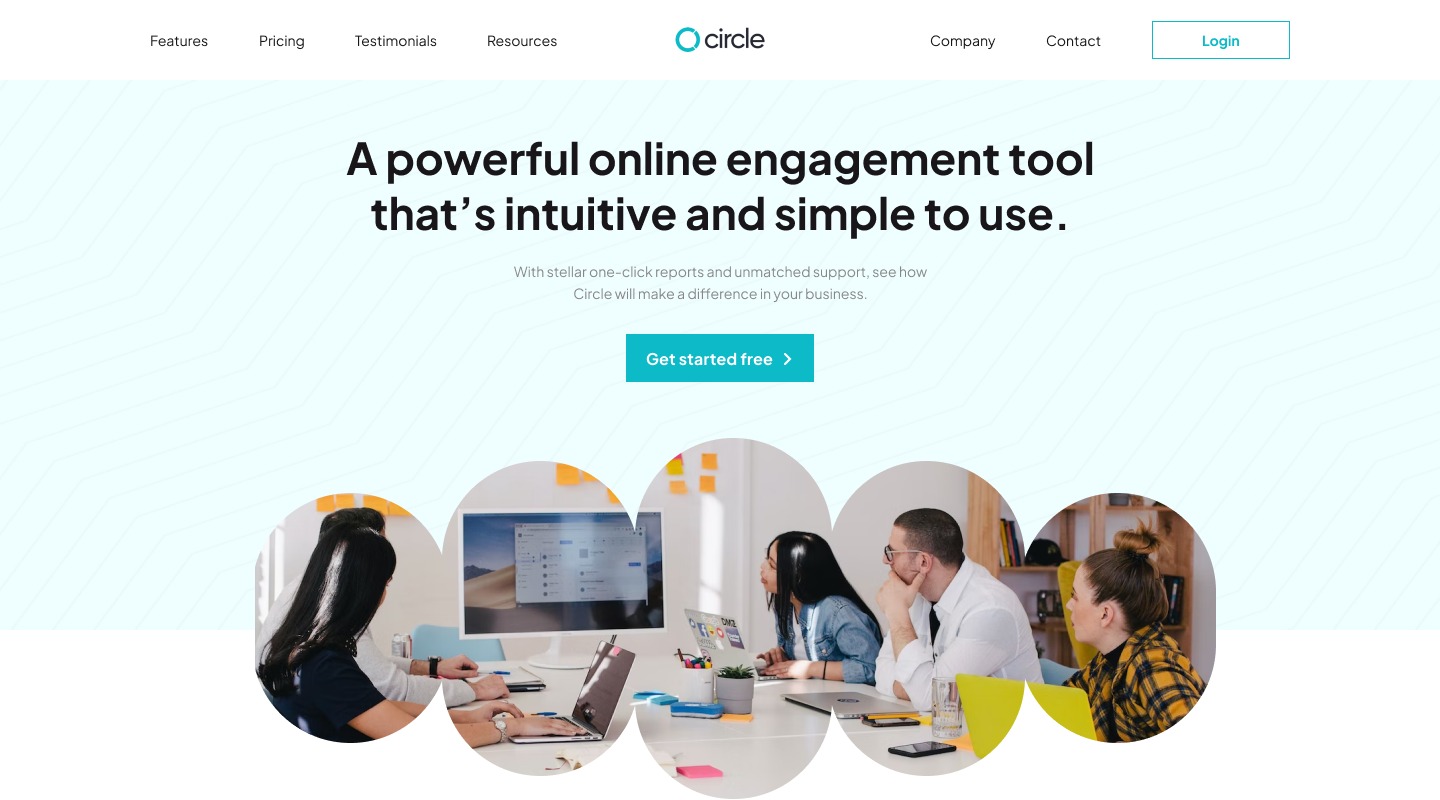 Features
Pricing
Testimonials
Resources
circle
Company
Contact
Login
A powerful online engagement tool
that’s intuitive and simple to use.
With stellar one-click reports and unmatched support, see how
Circle will make a difference in your business.
Get started free
DMZ